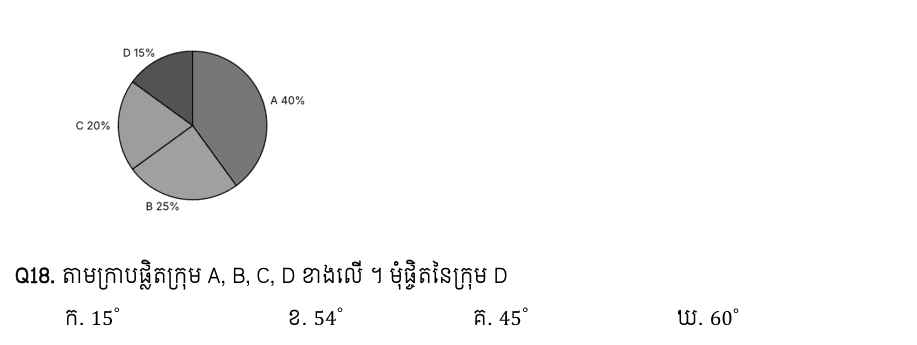 D 15%
A 40%
C 20%
B 25%
Q18. តាមក្រាបផ្លិតក្រុម A, B, C, D ខាងលើ ។ មុំផ្ចិតនៃក្រុម D
ក. 15° ខ. 54° គ. 45° ឃ. 60°